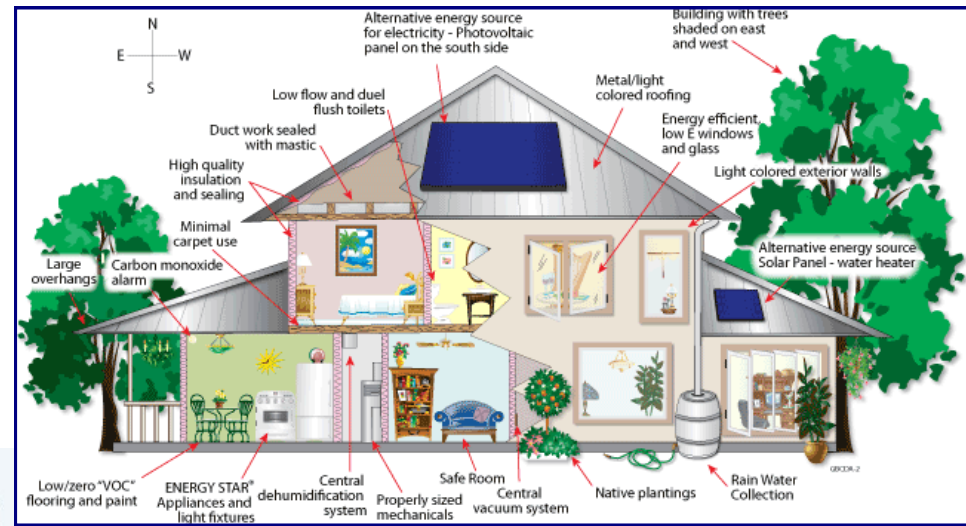 N
E
W
S
Alternative energy source
for electricity - Photovoltaic
panel on the south side
Building with trees
shaded on east
and west
Low flow and duel
flush toilets
Metal/light
colored roofing
Duct work sealed
with mastic
Energy efficient,
low E windows
and glass
High quality
insulation
and sealing
Light colored exterior walls
Minimal
carpet use
Alternative energy source
Solar Panel - water heater
Large
overhangs
Carbon monoxide
alarm
Low/zero "VOC"
flooring and paint
ENERGY STAR®
Appliances and
light fixtures
Central
dehumidification
system
Properly sized
mechanicals
Safe Room
Central
vacuum system
Native plantings
Rain Water
Collection